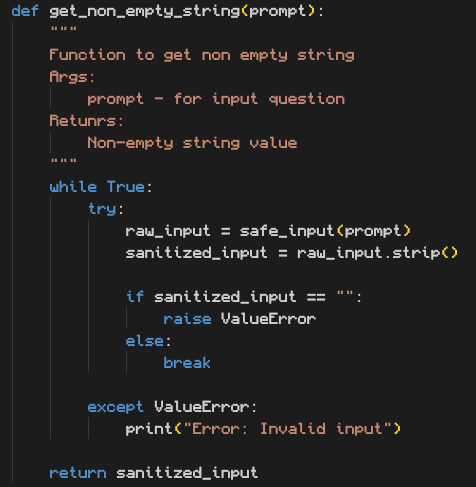 def get_non_empty_string(prompt):
    """
    Function to get non empty string
    Args:
        prompt - for input question
    Retunrs:
        Non-empty string value
    """
    while True:
        try:
            raw_input = safe_input(prompt)
            sanitized_input = raw_input.strip()

            if sanitized_input == "":
                raise ValueError
            else:
                break

        except ValueError:
            print("Error: Invalid input")

    return sanitized_input